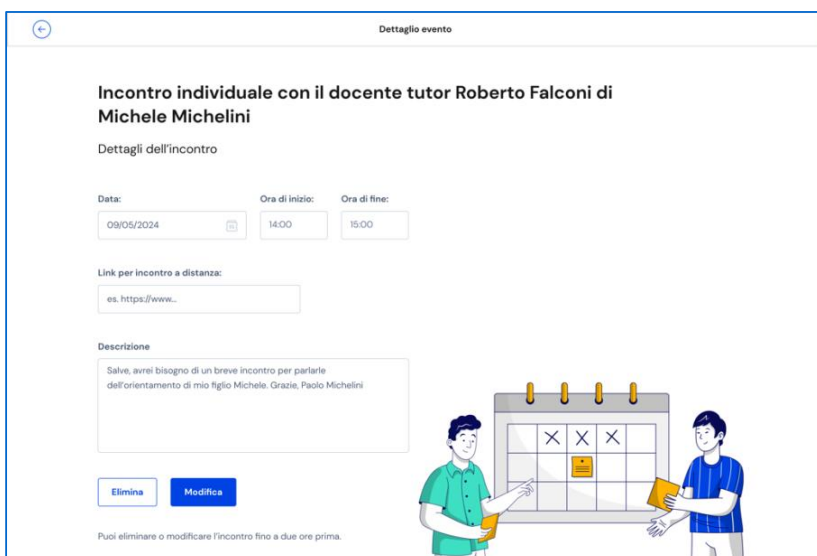 Dettaglio evento
Incontro individuale con il docente tutor Roberto Falconi di
Michele Michelini
Dettagli dell'incontro
Data: Ora di inizio: Ora di fine:
09/05/2024 14:00 15:00
Link per incontro a distanza:
es. https://www...
Descrizione
Salve, avrei bisogno di un breve incontro per parlarle
dell'orientamento di mio figlio Michele. Grazie, Paolo Michelini
Elimina Modifica
Puoi eliminare o modificare l'incontro fino a due ore prima.